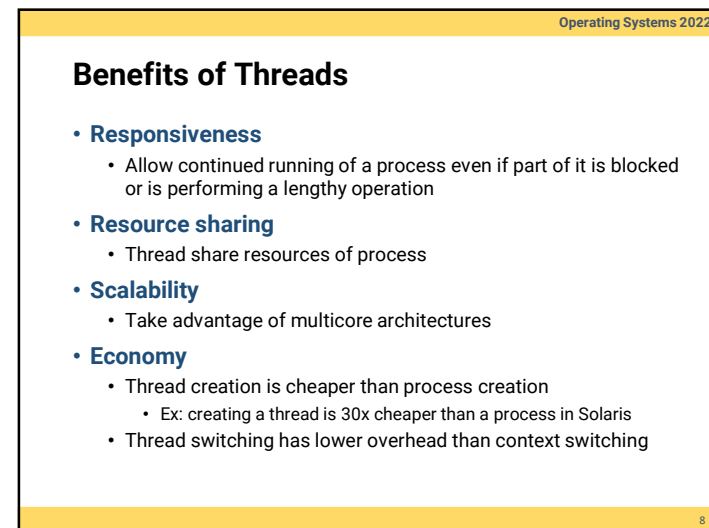 Operating Systems 2022
Benefits of Threads
• Responsiveness
• Allow continued running of a process even if part of it is blocked
or is performing a lengthy operation
• Resource sharing
• Thread share resources of process
• Scalability
• Take advantage of multicore architectures
• Economy
• Thread creation is cheaper than process creation
• Ex: creating a thread is 30x cheaper than a process in Solaris
• Thread switching has lower overhead than context switching
8